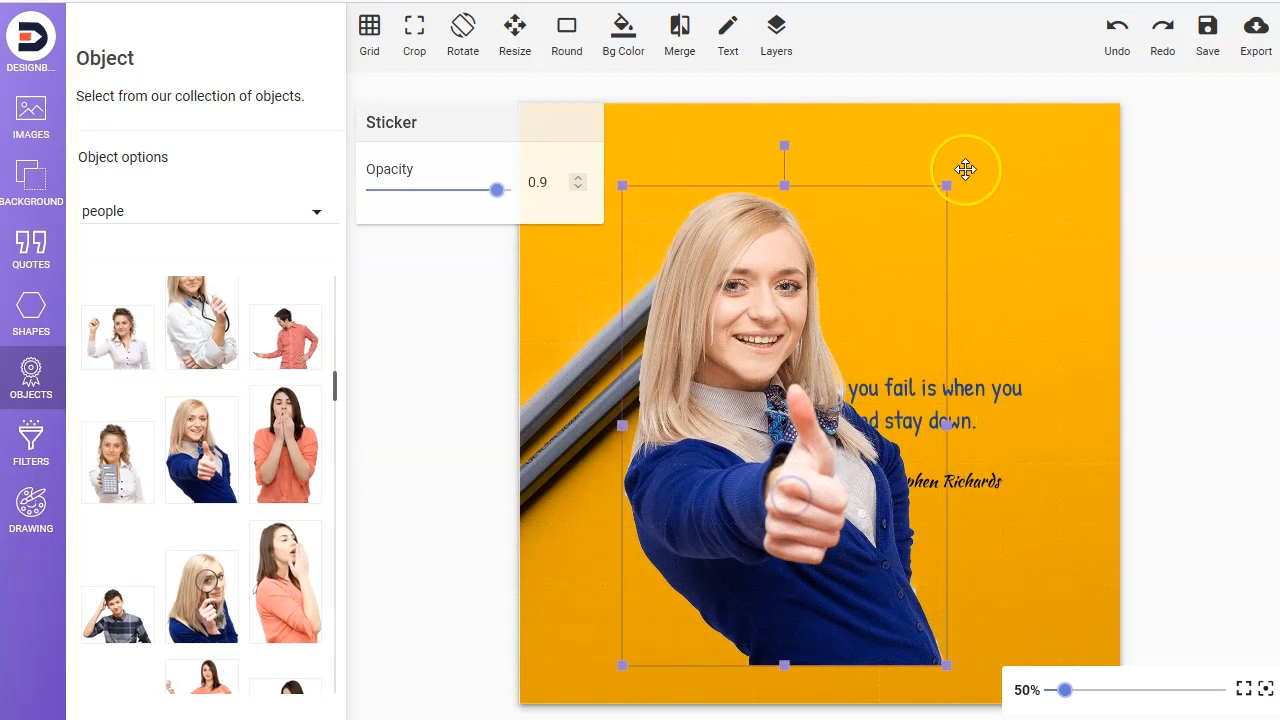 Grid
Crop
Rotate
Resize
Round
Bg Color
Merge
Text
Layers
Undo
Redo
Save
Export
DESIGNB...
IMAGES
BACKGROUND
QUOTES
SHAPES
OBJECTS
FILTERS
DRAWING
Object
Select from our collection of objects.
Object options
people
Sticker
Opacity
0.9
you fail is when you
stay down.
Richards
50%